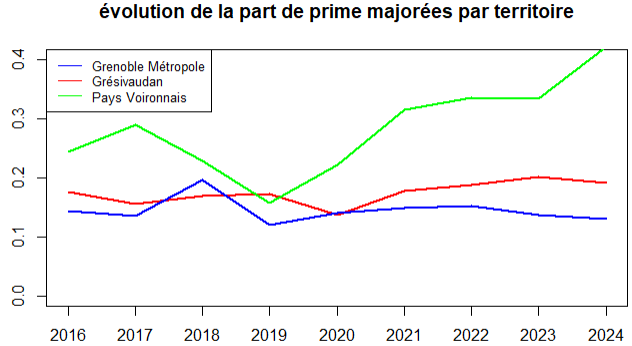 évolution de la part de prime majorées par territoire
Grenoble Métropole
Grésivaudan
Pays Voironnais
0.4
0.3
0.2
0.1
0.0
2016 2017 2018 2019 2020 2021 2022 2023 2024